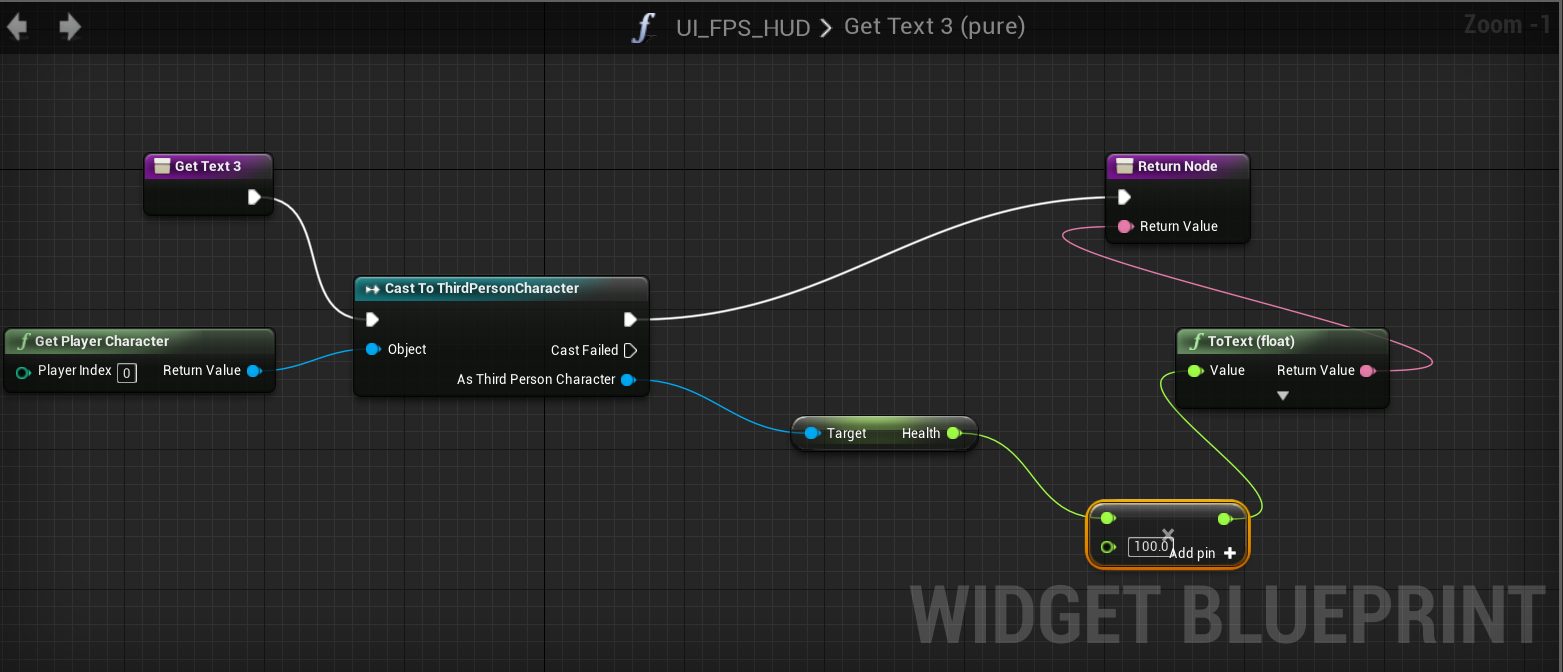 UI_FPS_HUD > Get Text 3 (pure)
Zoom -1
Get Text 3
Return Node
Return Value
Cast To ThirdPersonCharacter
Object
Cast Failed
As Third Person Character
f Get Player Character
Player Index 0 Return Value
f ToText (float)
Value Return Value
Target Health
100.0
Add pin +
WIDGET BLUEPRINT